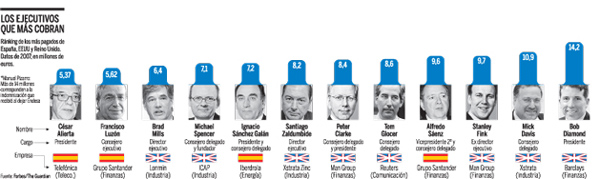 LOS EJECUTIVOS
QUE MÁS COBRAN
Ránking de los más pagados de
España, EEUU y Reino Unido.
Datos de 2007, en millones de
euros.
*Manuel Pizarro
Más de 14 millones
corresponden a la
indemnización que
recibió al dejar Endesa
5,37 5,62 6,4 7,1 7,2 8,2 8,4 8,6 9,6 9,7 10,9 14,2
Nombre César Francisco Brad Michael Ignacio Santiago Peter Tom Alfredo Stanley Mick Bob
Alierta Luzón Mills Spencer Sánchez Galán Zaldumbide Clarke Glocer Sáenz Fink Davis Diamond
Cargo Presidente Consejero Director Consejero delegado Presidente y Director Consejero Consejero Vicepresidente 2º y Ex director Consejero Presidente
ejecutivo ejecutivo y fundador consejero delegado ejecutivo delegado y presidente delegado consejero delegado ejecutivo delegado
Empresa
Telefónica Grupo Santander Lonmin ICAP Iberdrola Xstrata Zinc Man Group Reuters Grupo Santander Man Group Xstrata Barclays
(Teleco.) (Finanzas) (Industria) (Industria) (Energía) (Industria) (Finanzas) (Comunicación) (Finanzas) (Finanzas) (Industria) (Finanzas)
Fuente: Forbes/The Guardian